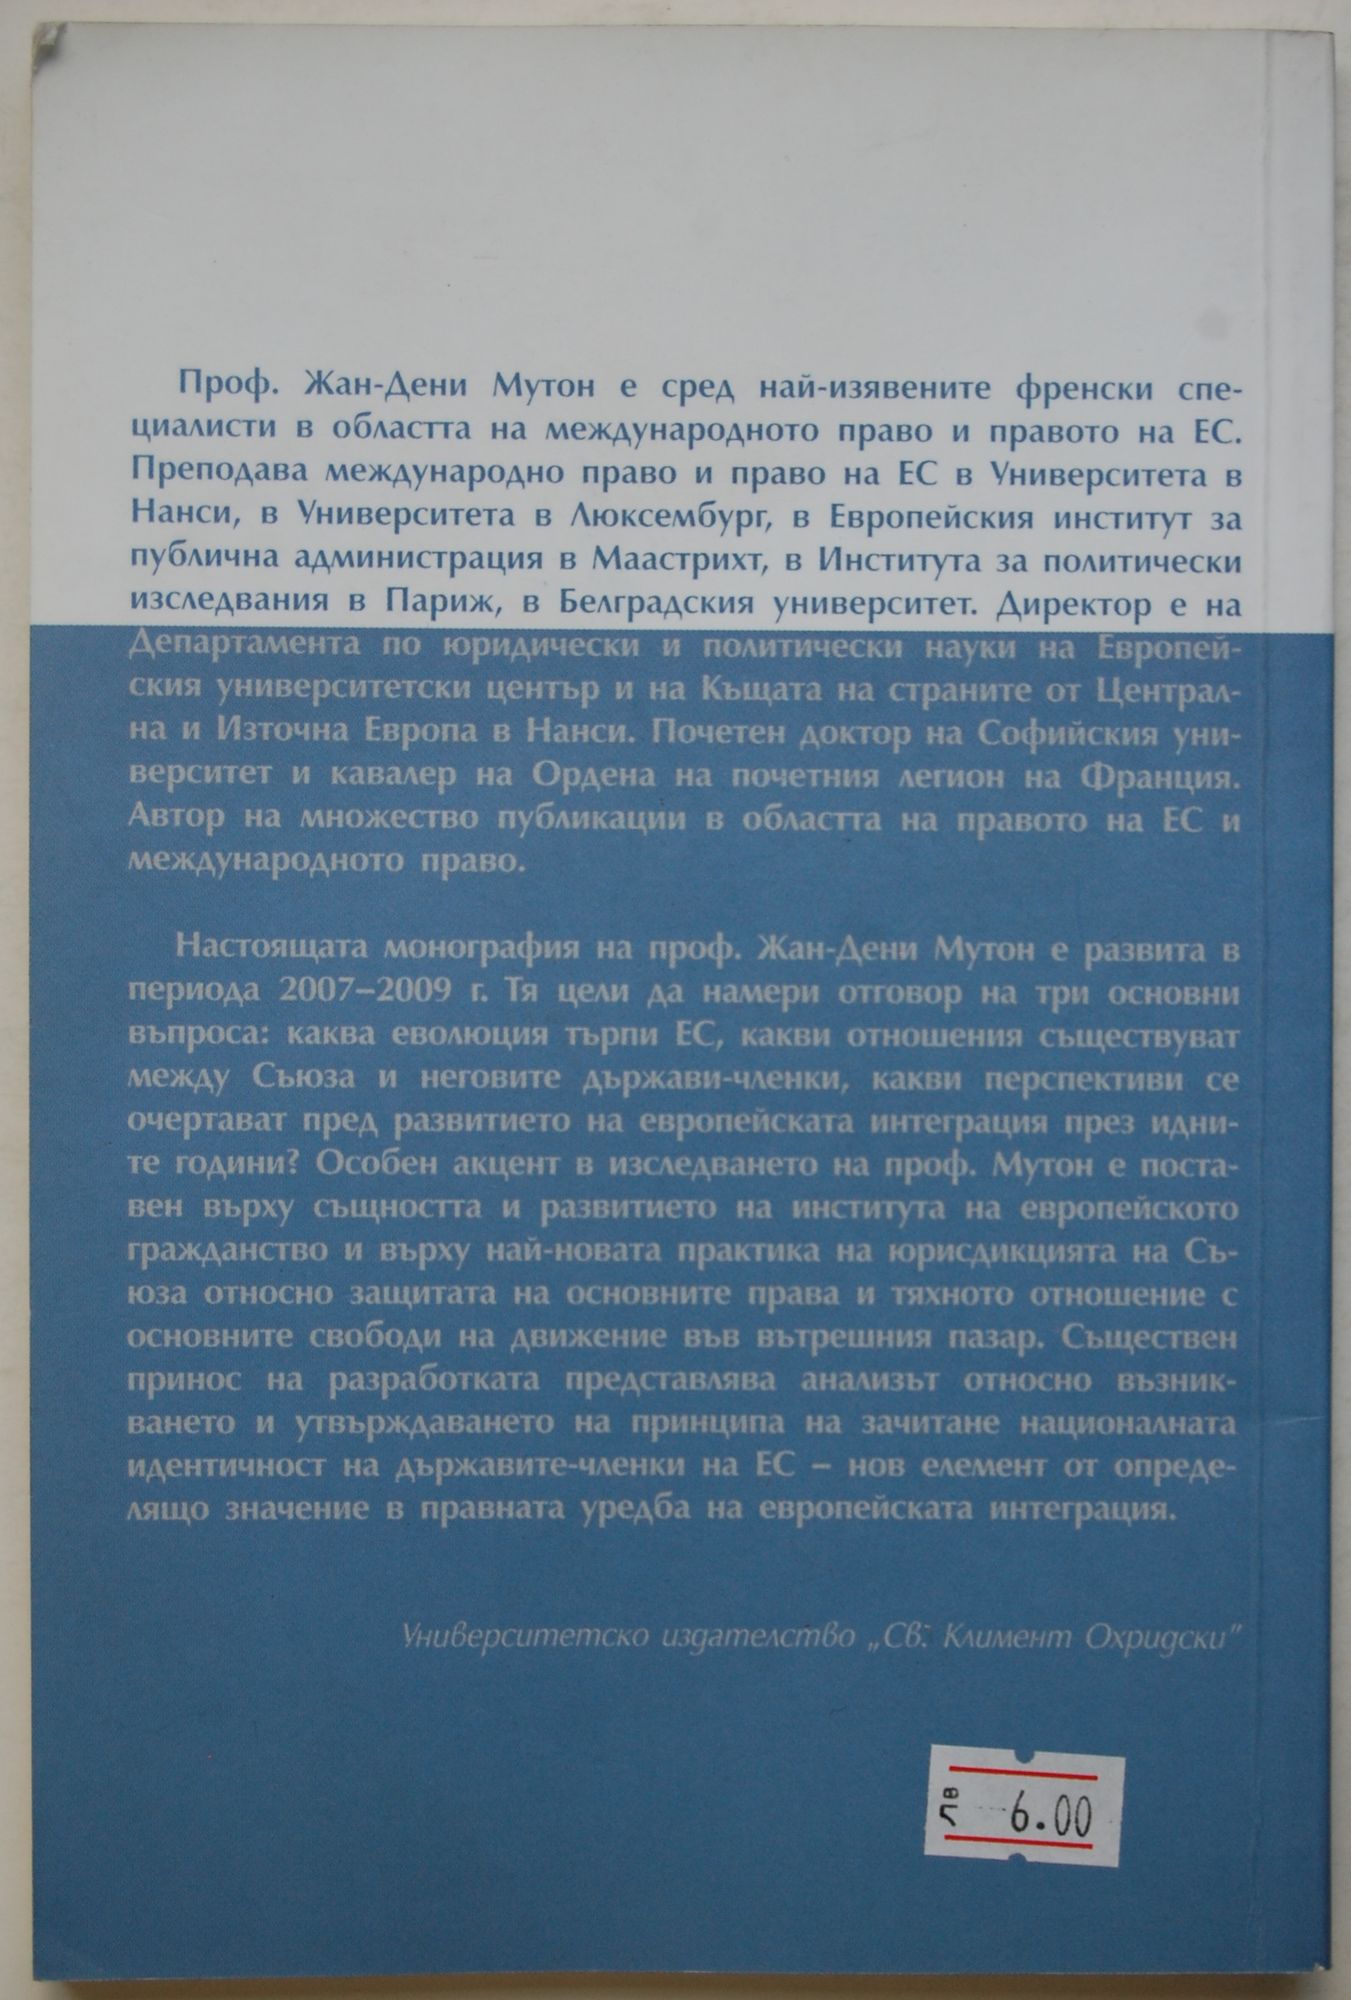 Проф. Жан-Дени Мутон е сред най-изявените френски спе-
циалисти в областта на международното право и правото на ЕС.
Преподава международно право и право на ЕС в Университета в
Нанси, в Университета в Люксембург, в Европейския институт за
публична администрация в Маастрихт, в Института за политически
изследвания в Париж, в Белградския университет. Директор е на
Департамента по юридически и политически науки на Европей-
ския университетски център и на Къщата на страните от Централ-
на и Източна Европа в Нанси. Почетен доктор на Софийския уни-
верситет и кавалер на Ордена на почетния легион на Франция.
Автор на множество публикации в областта на правото на ЕС и
международното право.
Настоящата монография на проф. Жан-Дени Мутон е развита в
периода 2007–2009 г. Тя цели да намери отговор на три основни
въпроса: каква еволюция търпи ЕС, какви отношения съществуват
между Съюза и неговите държави-членки, какви перспективи се
очертават пред развитието на европейската интеграция през идни-
те години? Особен акцент в изследването на проф. Мутон е поста-
вен върху същността и развитието на института на европейското
гражданство и върху най-новата практика на юрисдикцията на Съ-
юза относно защитата на основните права и тяхното отношение с
основните свободи на движение във вътрешния пазар. Съществен
принос на разработката представлява анализът относно възник-
ването и утвърждаването на принципа на зачитане националната
идентичност на държавите-членки на ЕС – нов елемент от опреде-
лящо значение в правната уредба на европейската интеграция.
Университетско издателство „Св. Климент Охридски"
лв 6.00